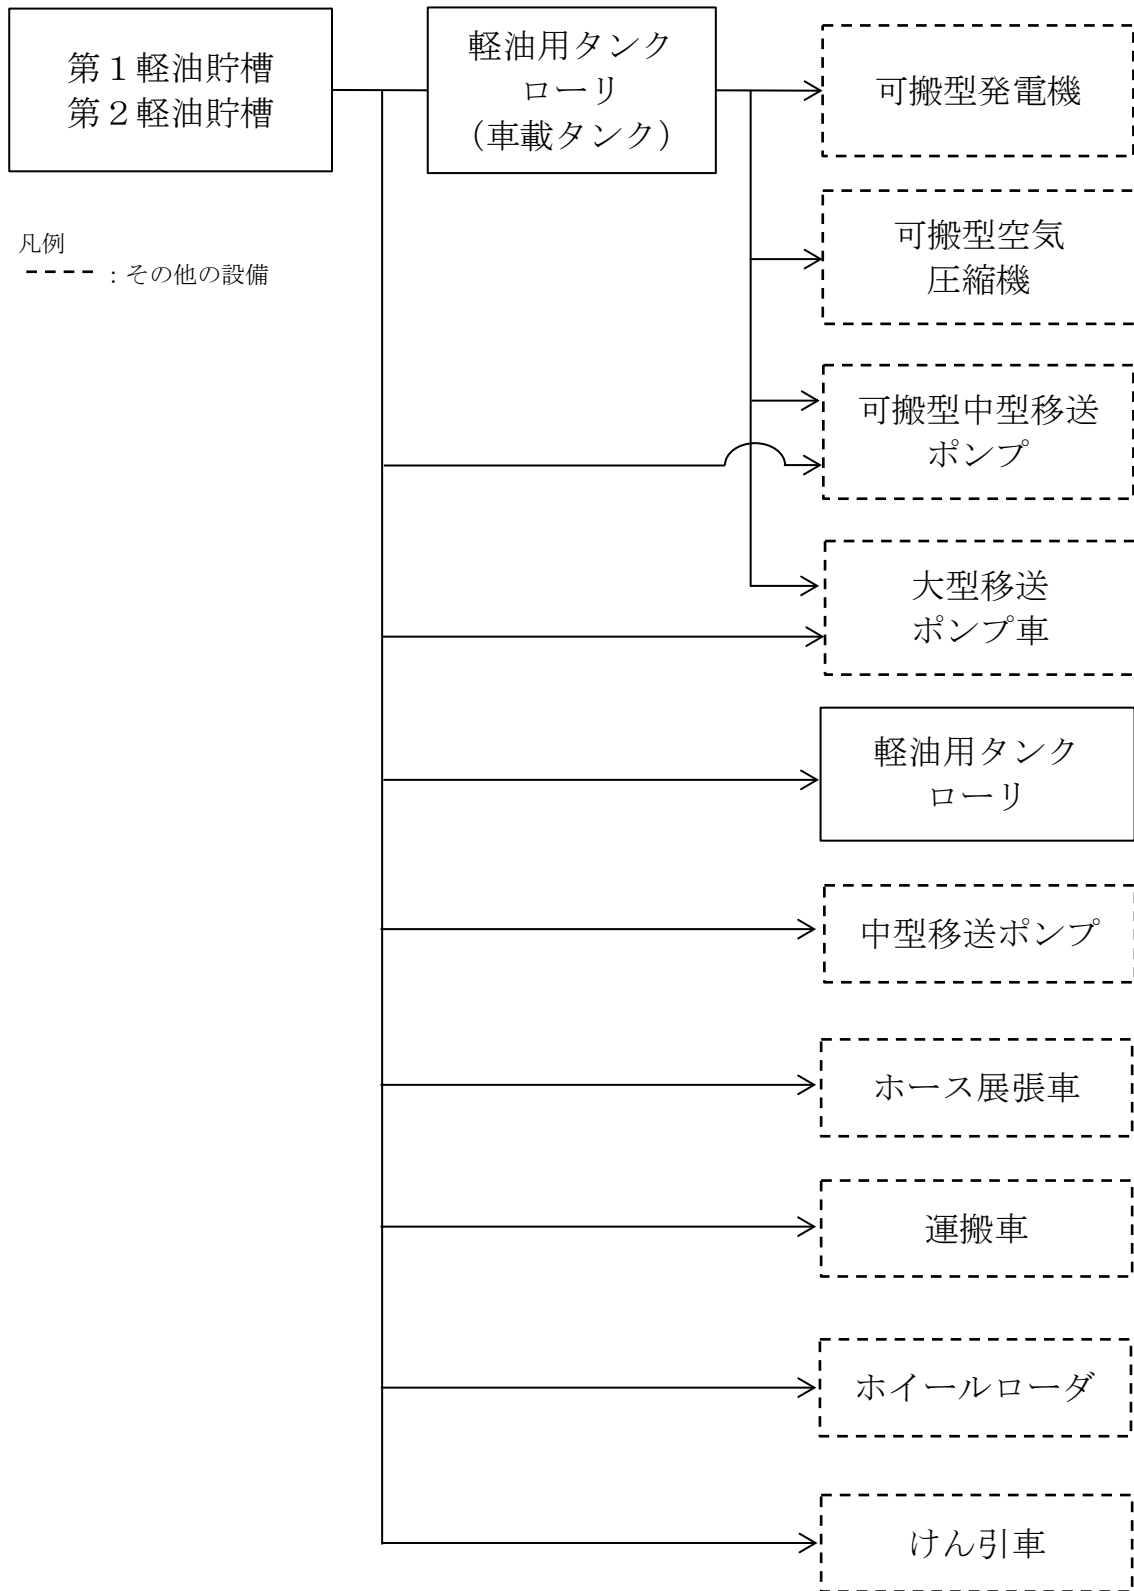 第１軽油貯槽
第２軽油貯槽
軽油用タンク
ローリ
（車載タンク）
可搬型発電機
凡例
：その他の設備
可搬型空気
圧縮機
可搬型中型移送
ポンプ
大型移送
ポンプ車
軽油用タンク
ローリ
中型移送ポンプ
ホース展張車
運搬車
ホイールローダ
けん引車